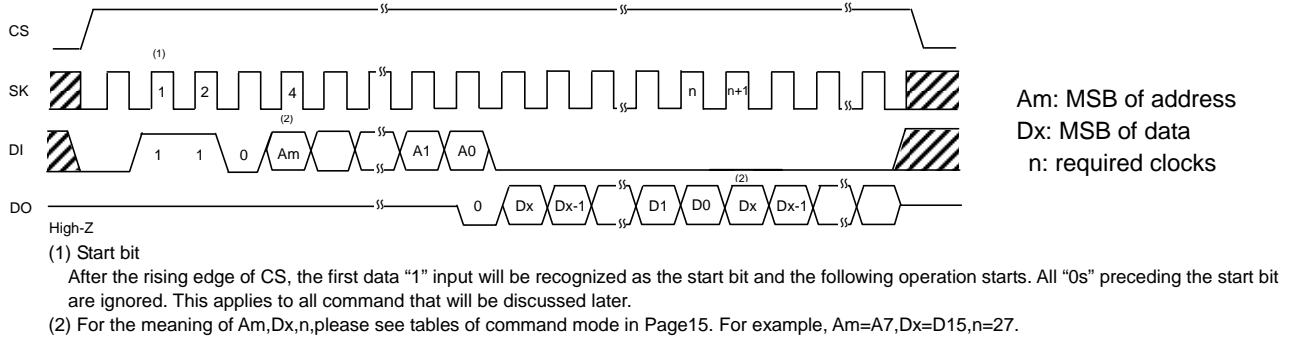 CS
(1)
SK 1 2 4 n n+1
(2)
DI 1 1 0 Am A1 A0
(2)
DO 0 Dx Dx-1 D1 D0 Dx Dx-1
High-Z
Am: MSB of address
Dx: MSB of data
n: required clocks
(1) Start bit
After the rising edge of CS, the first data “1” input will be recognized as the start bit and the following operation starts. All “0s” preceding the start bit
are ignored. This applies to all command that will be discussed later.
(2) For the meaning of Am,Dx,n,please see tables of command mode in Page15. For example, Am=A7,Dx=D15,n=27.